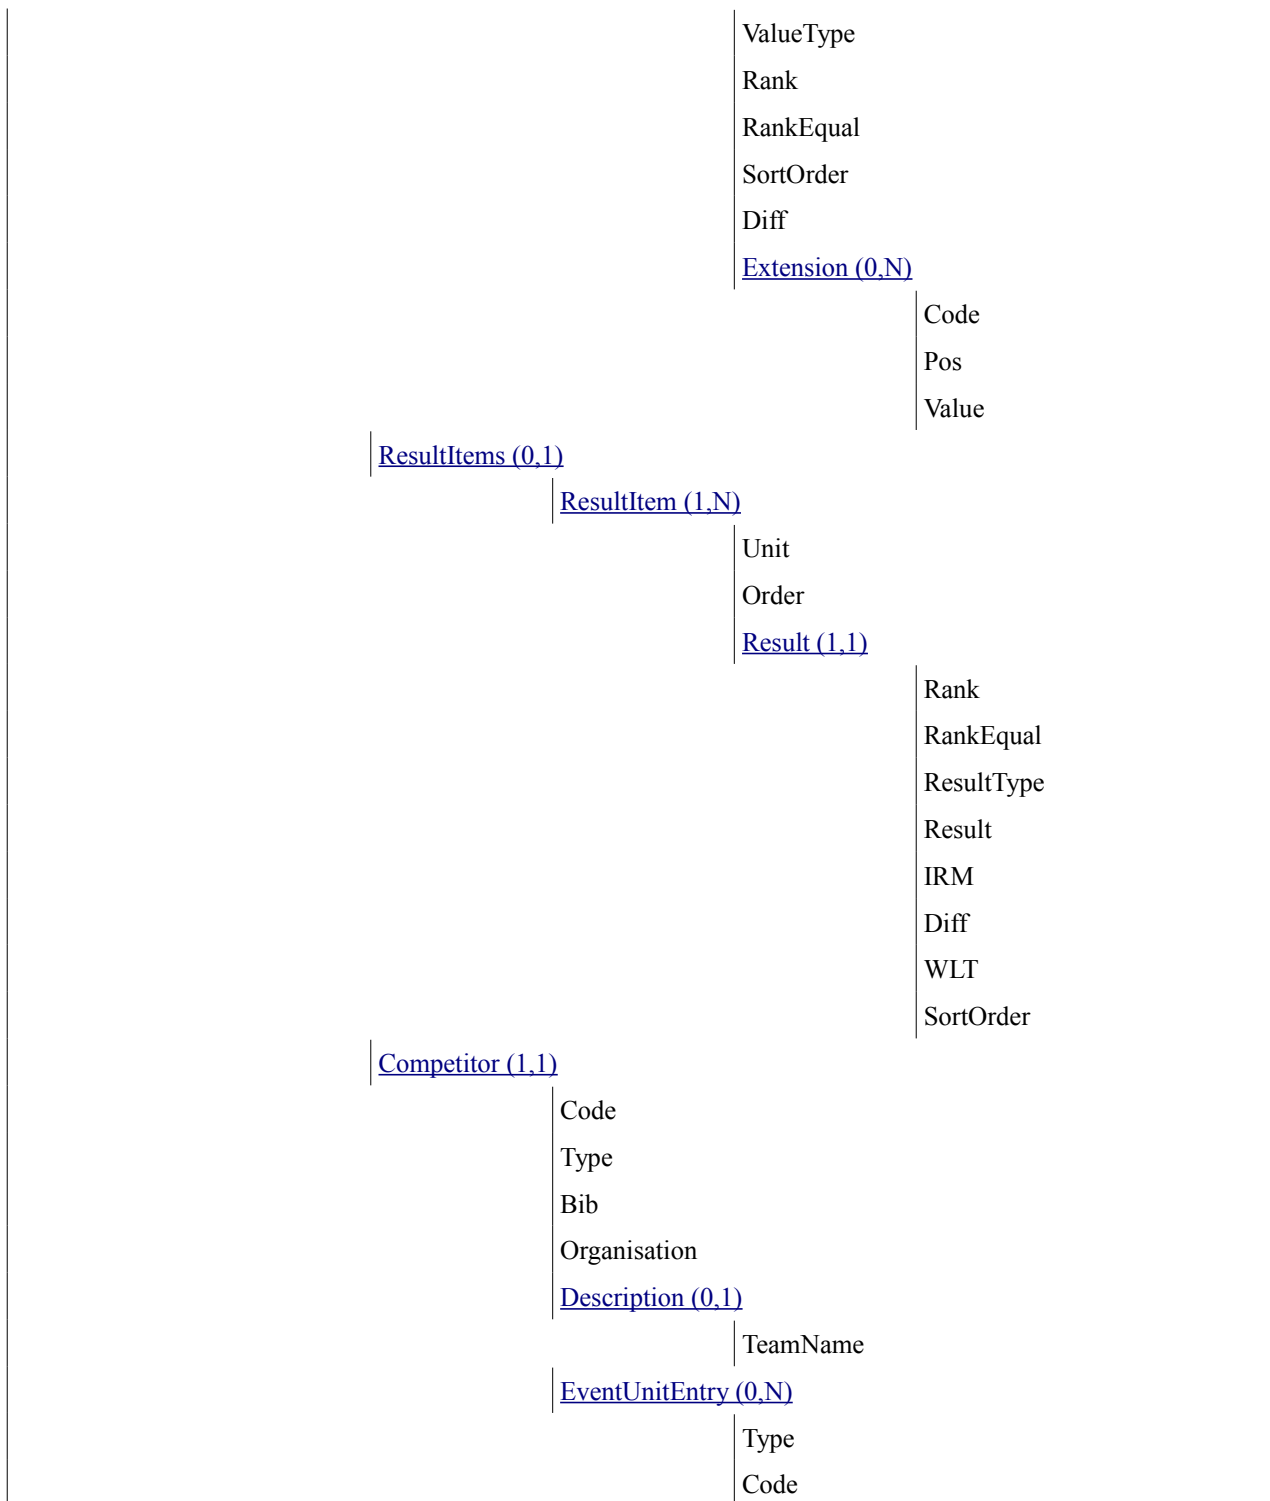 ValueType
Rank
RankEqual
SortOrder
Diff
Extension (0,N)
Code
Pos
Value
ResultItems (0,1)
ResultItem (1,N)
Unit
Order
Result (1,1)
Rank
RankEqual
ResultType
Result
IRM
Diff
WLT
SortOrder
Competitor (1,1)
Code
Type
Bib
Organisation
Description (0,1)
TeamName
EventUnitEntry (0,N)
Type
Code